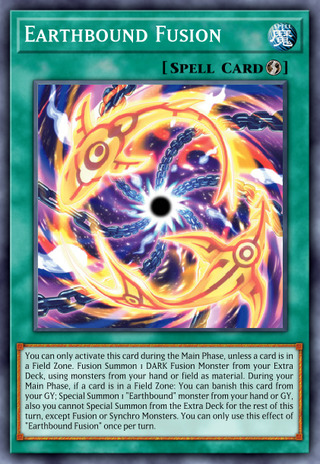 Earthbound Fusion
[Spell Card]
You can only activate this card during the Main Phase, unless a card is in
a Field Zone. Fusion Summon 1 DARK Fusion Monster from your Extra
Deck, using monsters from your hand or field as material. During your
Main Phase, if a card is in a Field Zone: You can banish this card from
your GY; Special Summon 1 "Earthbound" monster from your hand or GY,
also you cannot Special Summon from the Extra Deck for the rest of this
turn, except Fusion or Synchro Monsters. You can only use this effect of
"Earthbound Fusion" once per turn.